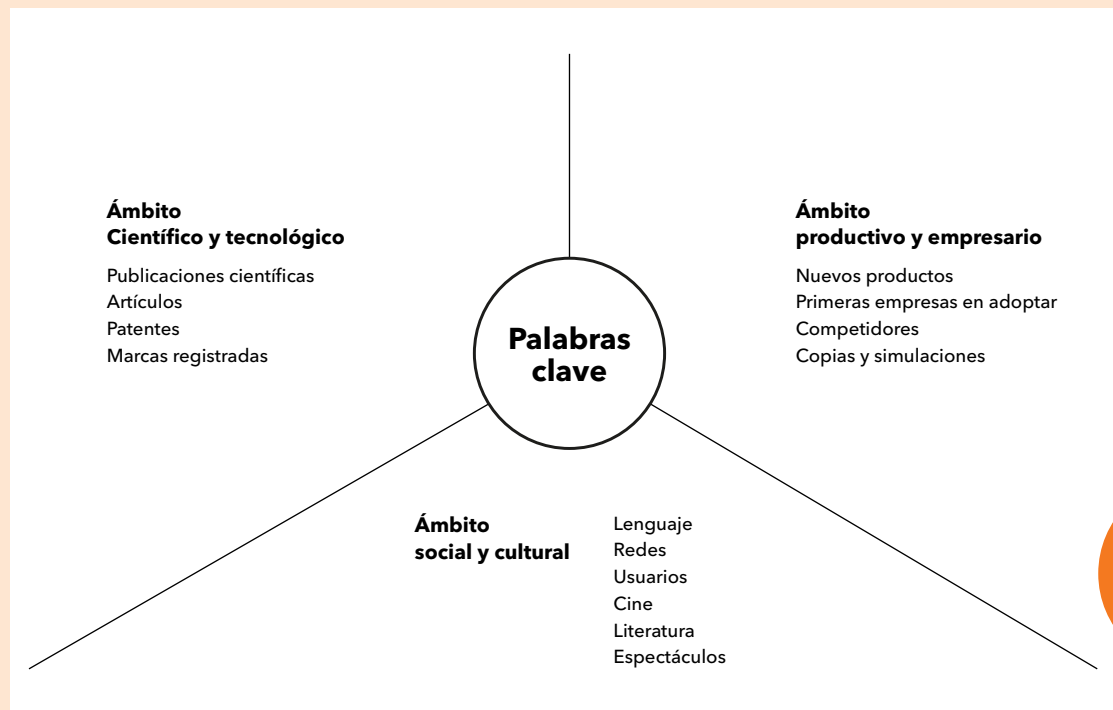 Ámbito
Científico y tecnológico
Publicaciones científicas
Artículos
Patentes
Marcas registradas
Ámbito
productivo y empresario
Nuevos productos
Primeras empresas en adoptar
Competidores
Copias y simulaciones
Palabras
clave
Ámbito
social y cultural
Lenguaje
Redes
Usuarios
Cine
Literatura
Espectáculos